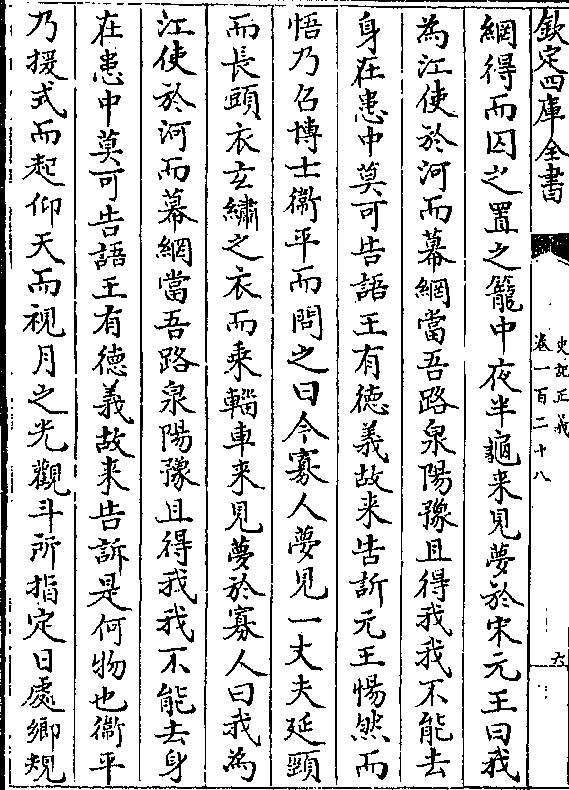 欽定四庫全書
史記正義
卷一百二十八
六
網得而囚之置之籠中夜半龜来見夢於宋元王曰我
為江使於河而幕網當吾路泉陽豫且得我我不能去
身在患中莫可告語王有德義故来告訴元王惕然而
悟乃召博士衛平而問之曰今寡人夢見一丈夫延頸
而長頭衣玄繡之衣而乘輜車来見夢於寡人曰我為
江使於河而幕網當吾路泉陽豫且得我我不能去身
在患中莫可告語王有德義故来告訴是何物也衛平
乃援式而起仰天而視月之光觀斗所指定日處鄉規